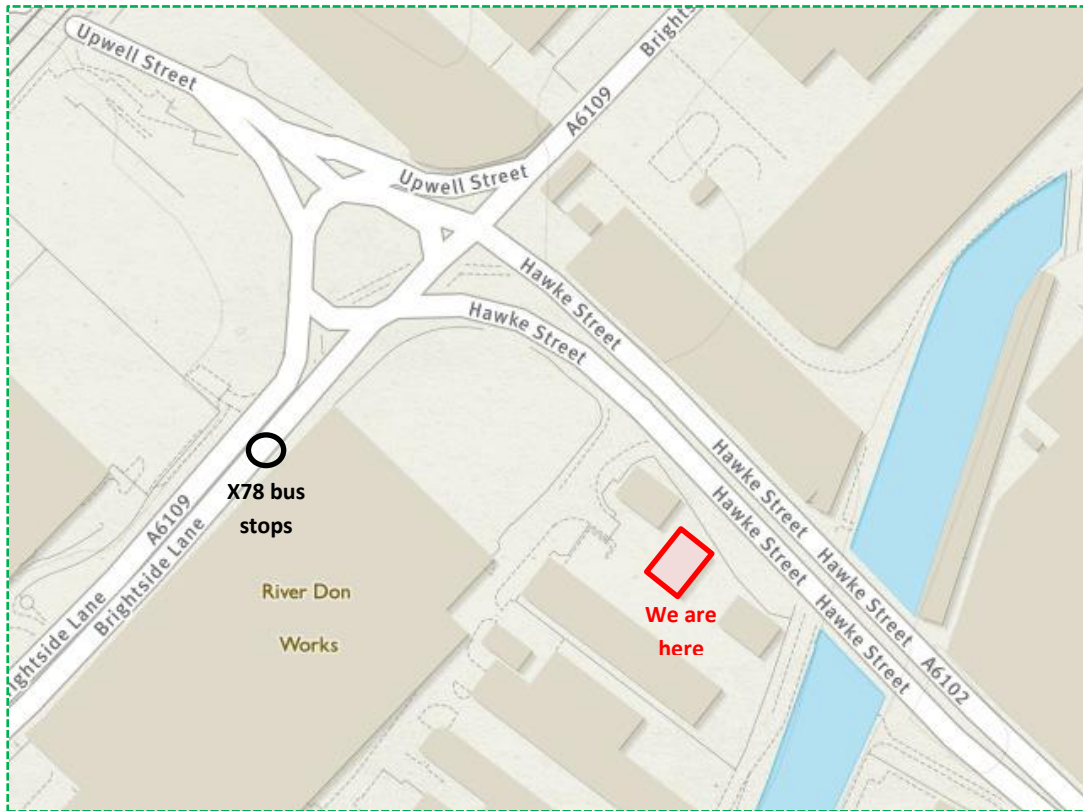 Upwell Street
Brights
A6109
Upwell Street
Hawke Street
Hawke Street
X78 bus
stops
A6109
Brightside Lane
ightside Lane
River Don
Works
Hawke Street
Hawke Street
We are
here
Hawke Street
Hawke Street
A6102